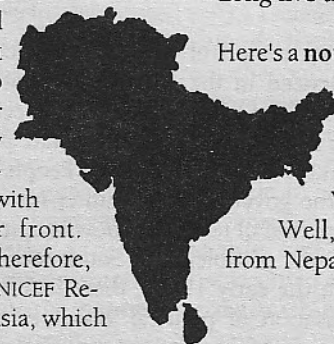 Here's a no
with
r front.
herefore,
NICEF Re-
sia, which
Well,
from Nepa